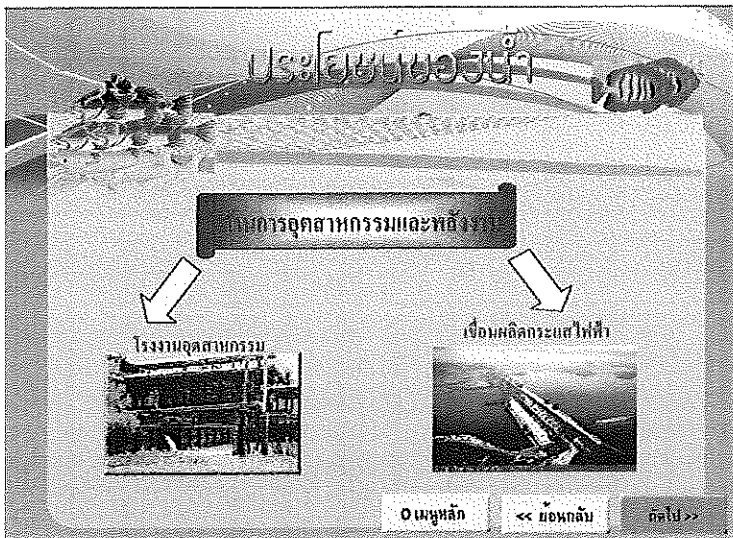 ประโยชน์ของน้ำ
ด้านการอุตสาหกรรมและพลังงาน
โรงงานอุตสาหกรรม
เขื่อนผลิตกระแสไฟฟ้า
เมนูหลัก
<< ย้อนกลับ
ถัดไป >>